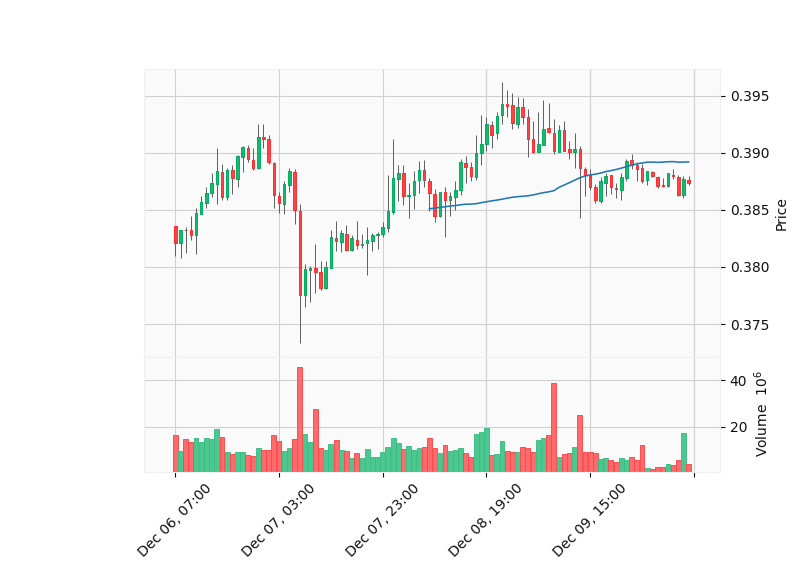 0.395
0.390
0.385
0.380
0.375
Price
40
20
Volume 10^6
Dec 06, 07:00
Dec 07, 03:00
Dec 07, 23:00
Dec 08, 19:00
Dec 09, 15:00